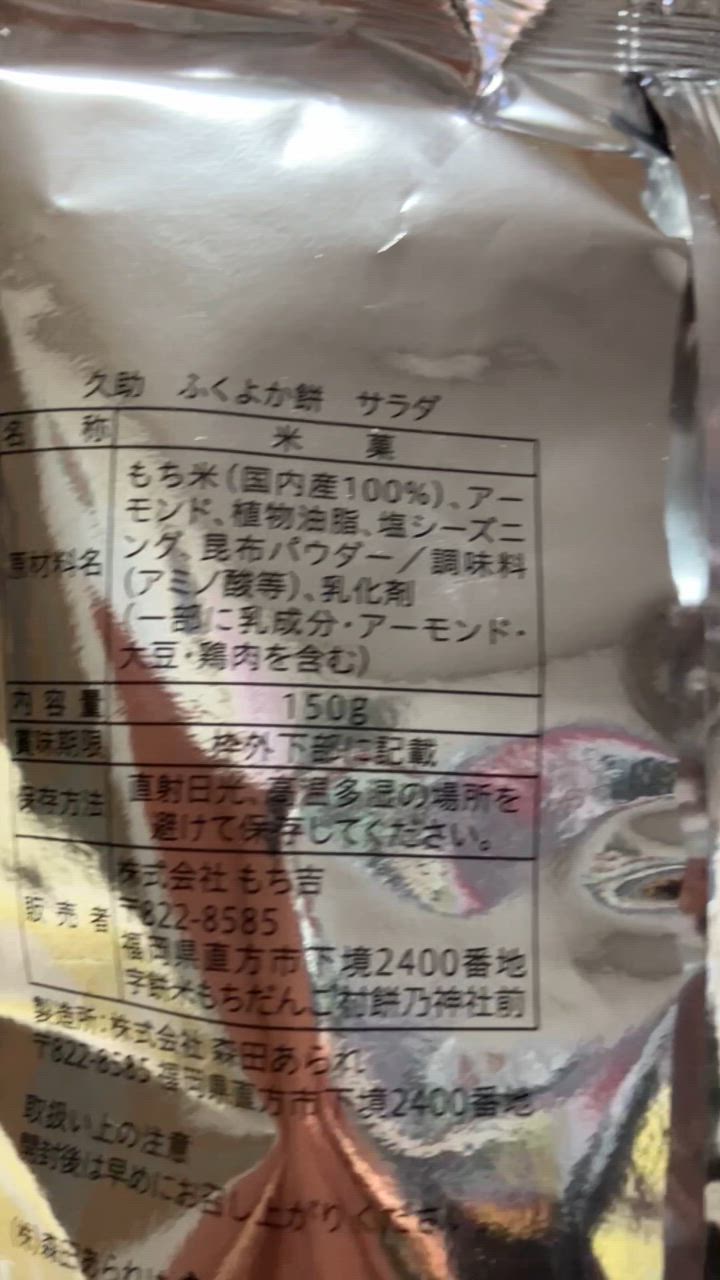 久助 ふくよか餅 サラダ
名称 米菓
原材料名 もち米(国内産100%)、アー
モンド、植物油脂、塩シーズニ
ング、昆布パウダー/調味料
(アミノ酸等)、乳化剤
(一部に乳成分・アーモンド・
大豆・鶏肉を含む)
内容量 150g
賞味期限 枠外下部に記載
保存方法 直射日光、高温多湿の場所を
避けて保存してください。
販売者 株式会社 もち吉
〒822-8585
福岡県直方市下境2400番地
字餅米もちだんご村餅乃神社前
製造所:株式会社 森田あられ
〒822-8585 福岡県直方市下境2400番地
取扱い上の注意
開封後は早めにお召し上がりください
(株)森田あられは